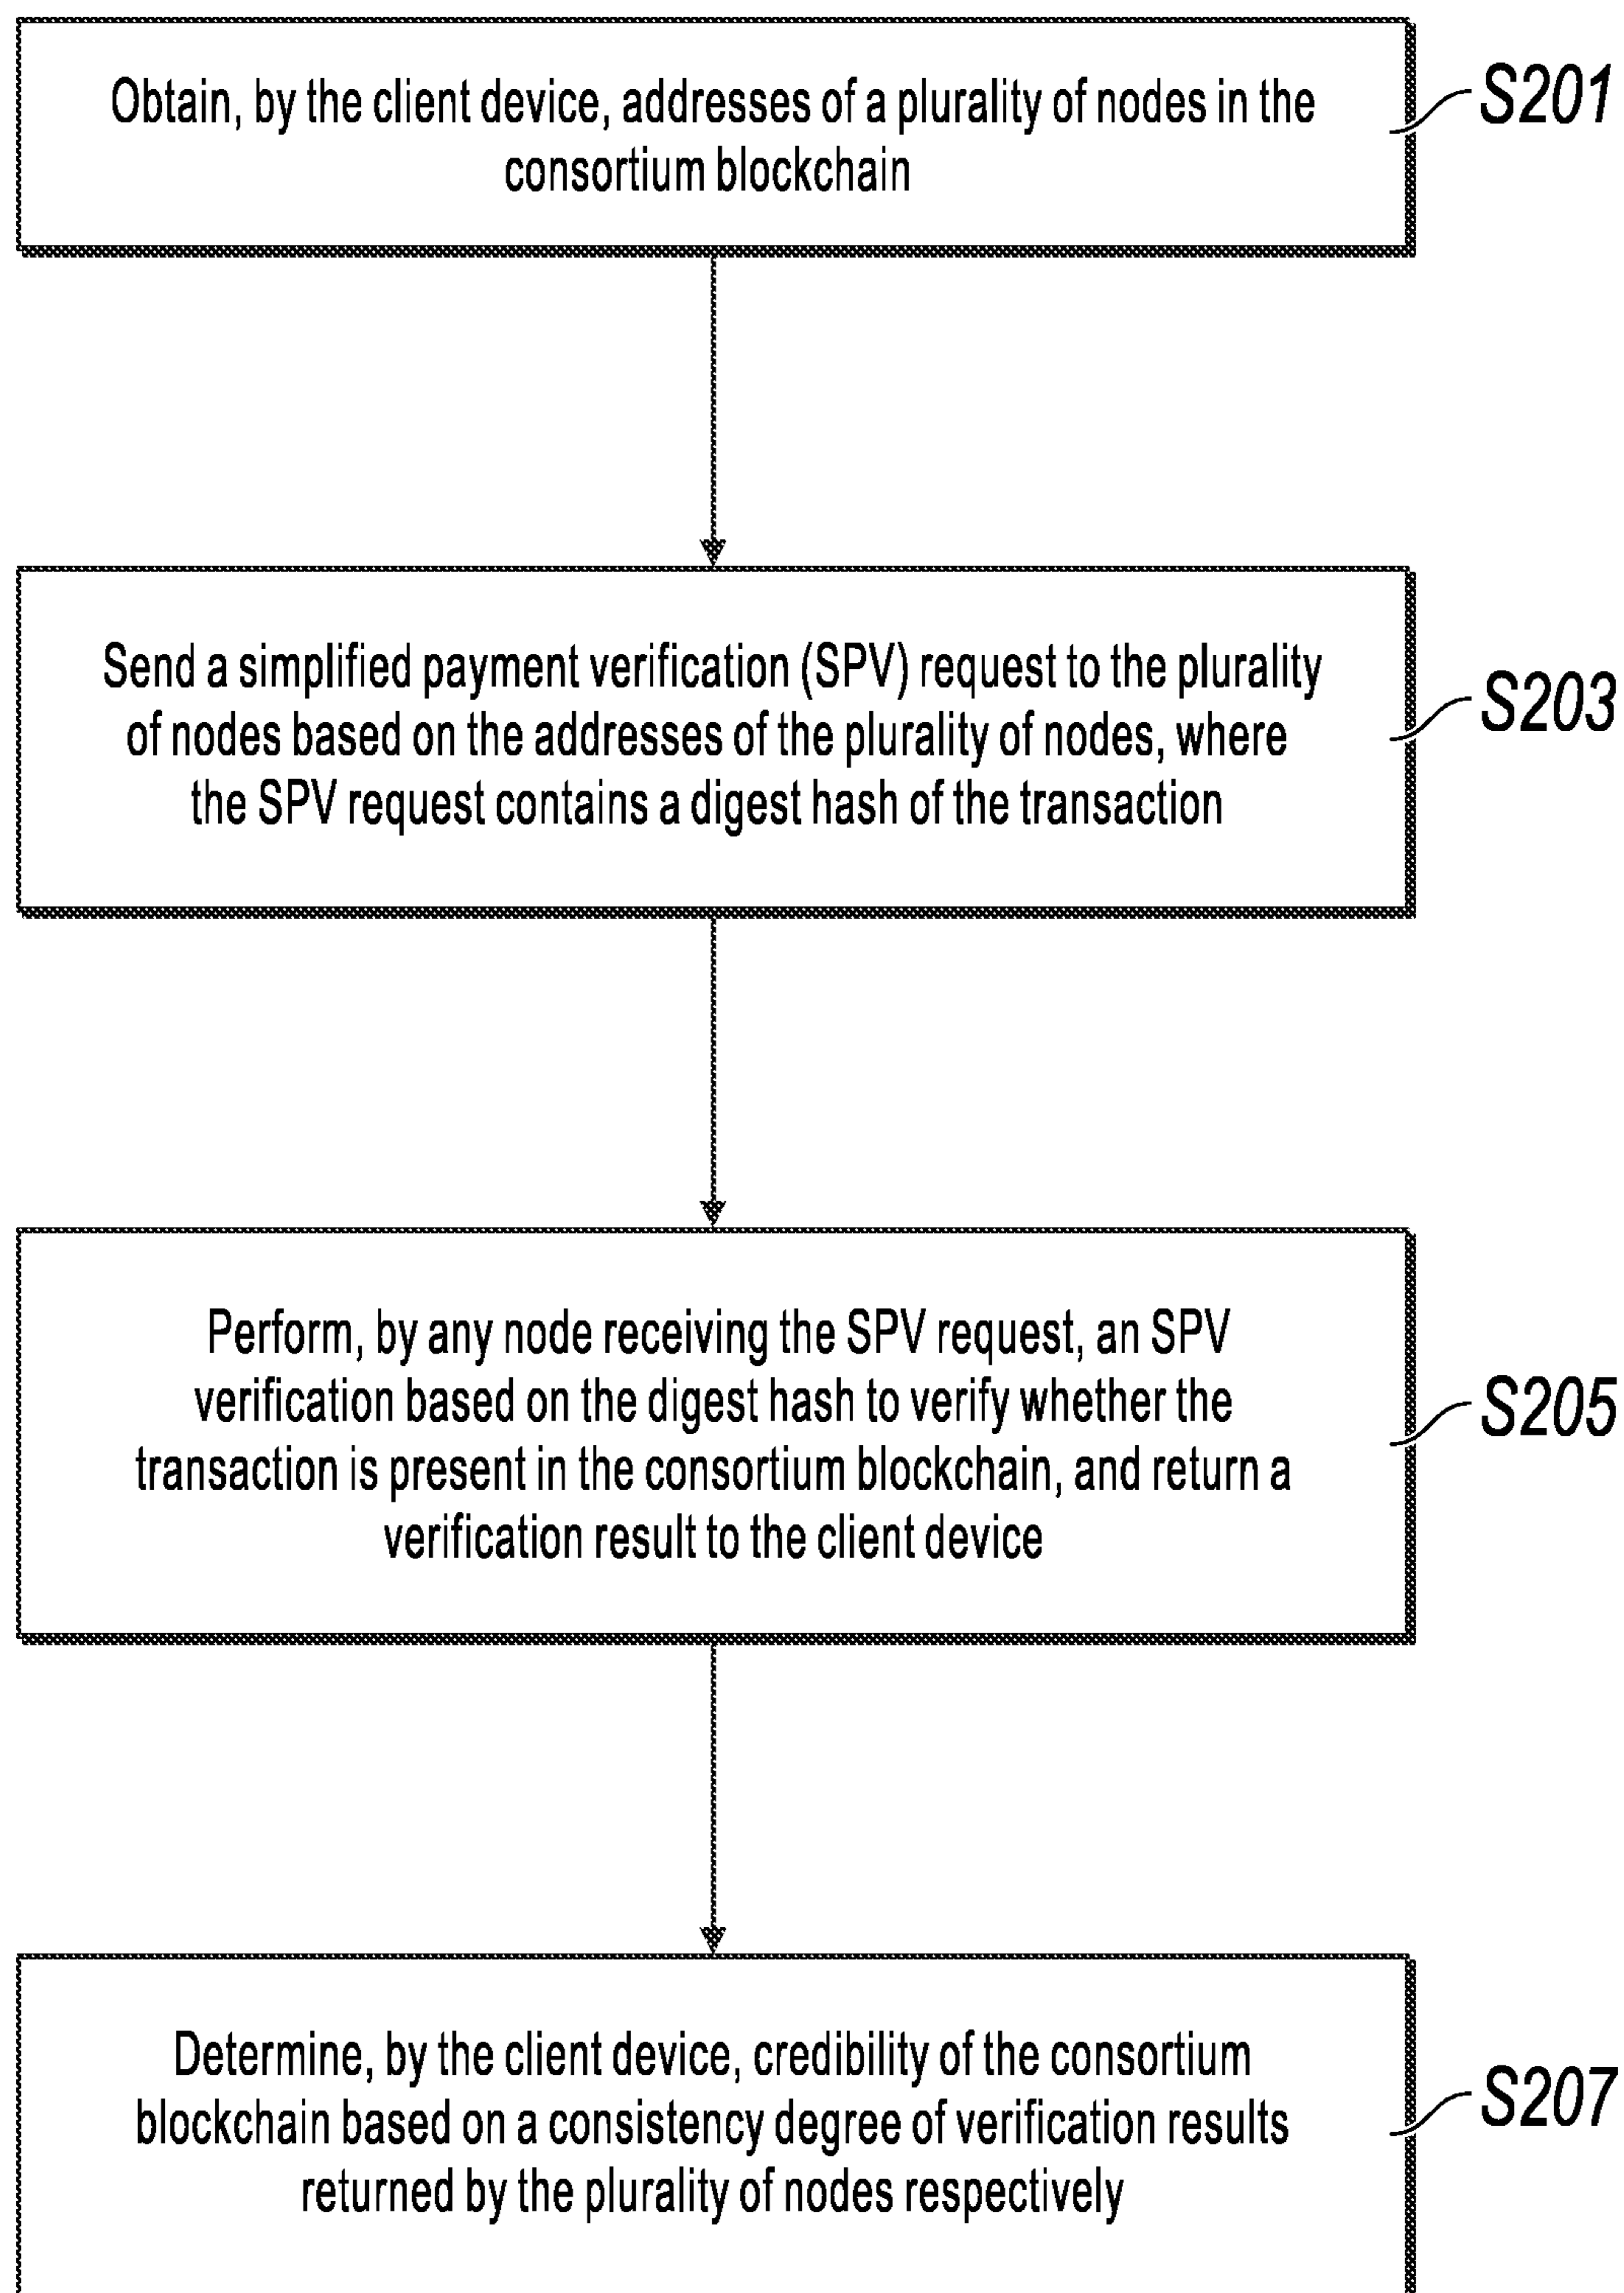 Obtain, by the client device, addresses of a plurality of nodes in the
consortium blockchain
S201
Send a simplified payment verification (SPV) request to the plurality
of nodes based on the addresses of the plurality of nodes, where
the SPV request contains a digest hash of the transaction
S203
Perform, by any node receiving the SPV request, an SPV
verification based on the digest hash to verify whether the
transaction is present in the consortium blockchain, and return a
verification result to the client device
S205
Determine, by the client device, credibility of the consortium
blockchain based on a consistency degree of verification results
returned by the plurality of nodes respectively
S207